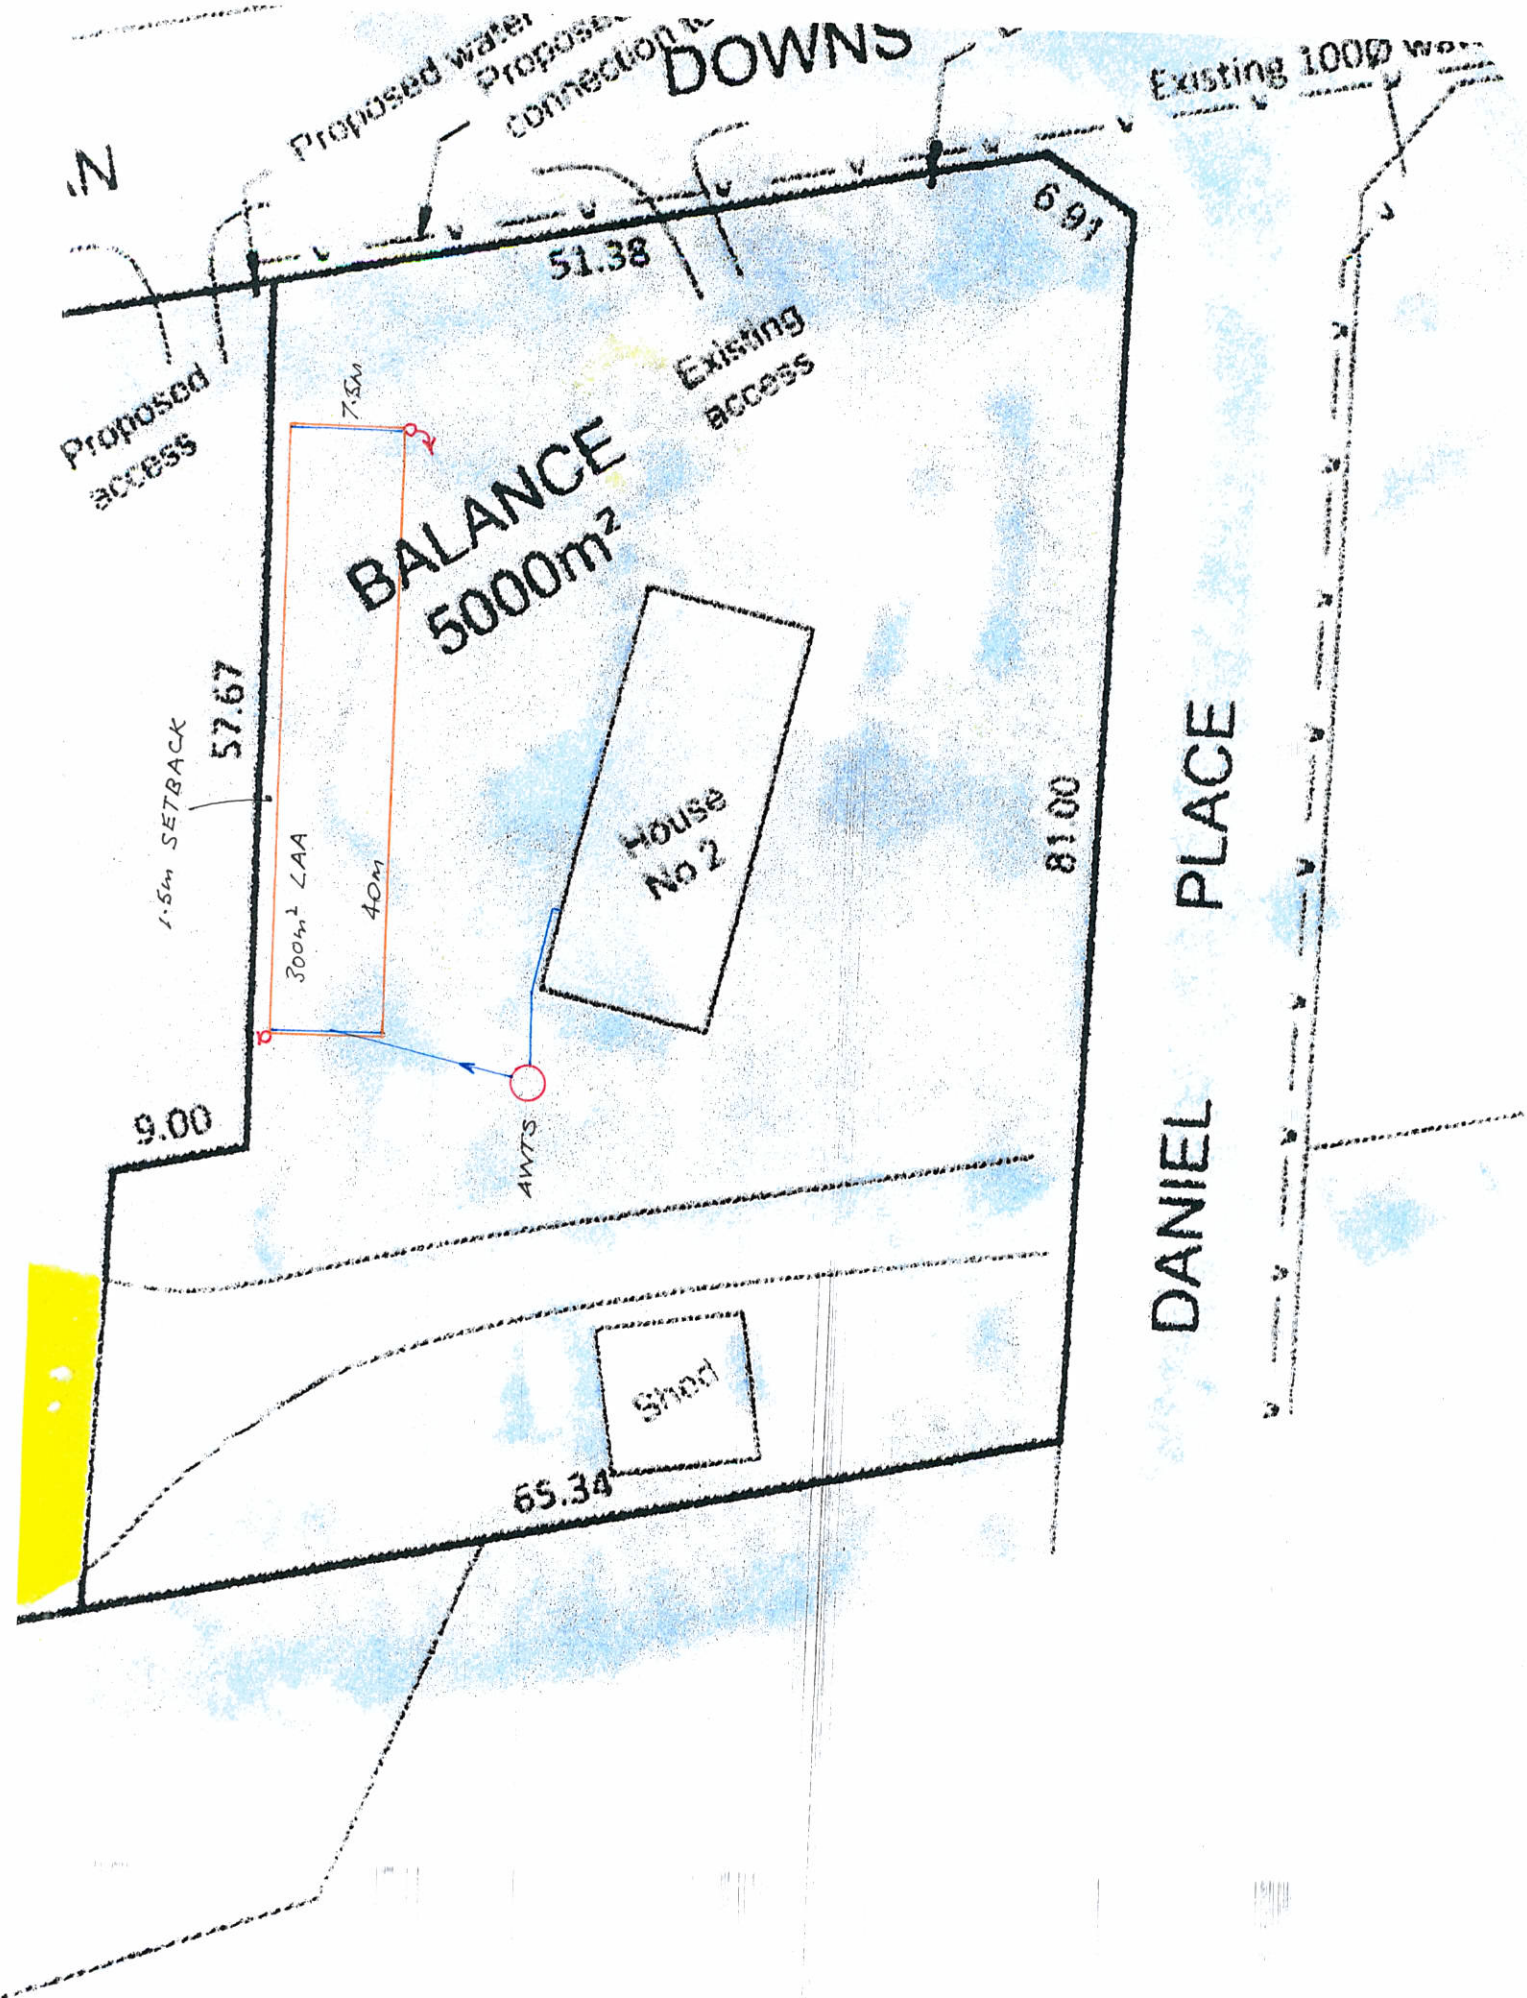 Proposed water
connection to
DOWNS
Existing 100Ø
6.91
51.38
Existing
access
Proposed
access
7.5M
BALANCE
5000m²
57.67
1.5m SETBACK
300m² LAA
40M
House
No 2
81.00
DANIEL PLACE
9.00
AWTS
Shed
65.34